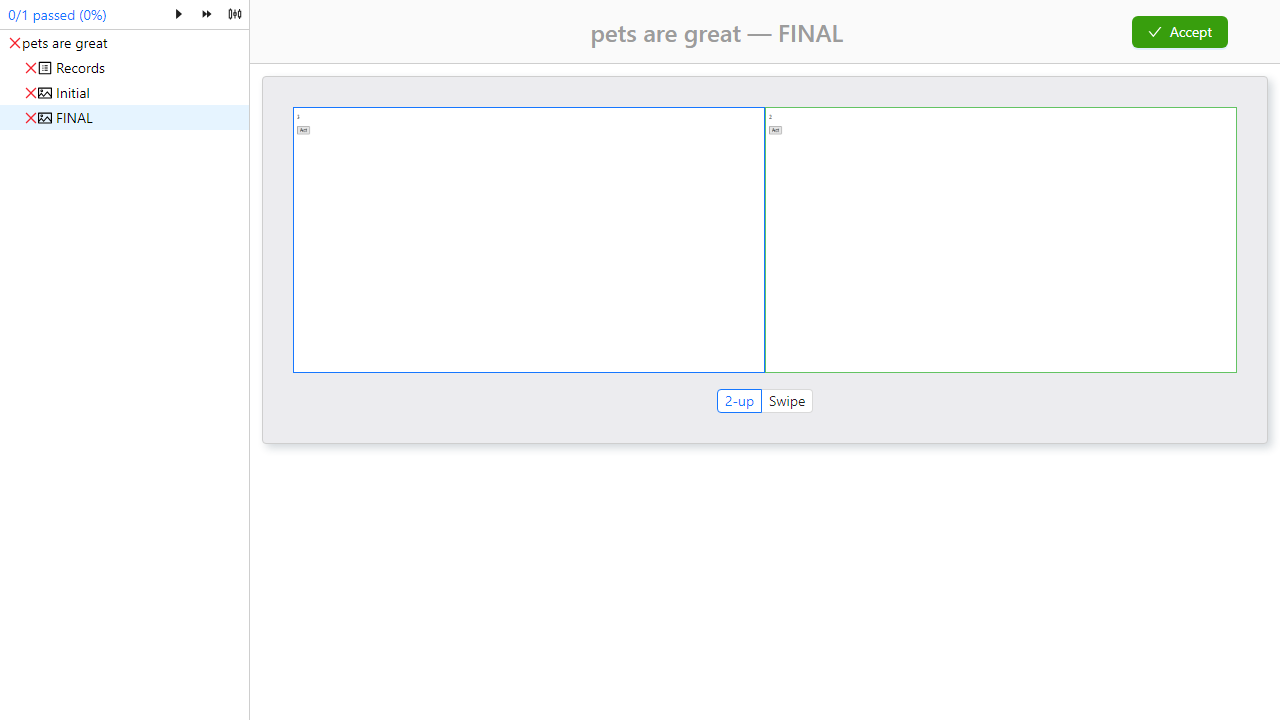 0/1 passed (0%)
pets are great
Records
Initial
FINAL
pets are great — FINAL
Accept
Act
2
Act
2-up
Swipe